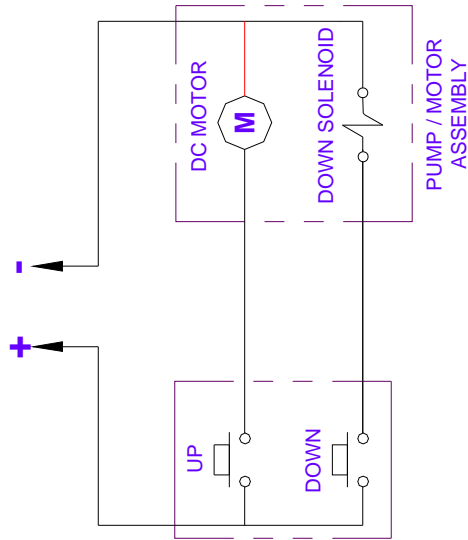 +
-
UP
DOWN
DC MOTOR
M
DOWN SOLENOID
PUMP / MOTOR
ASSEMBLY